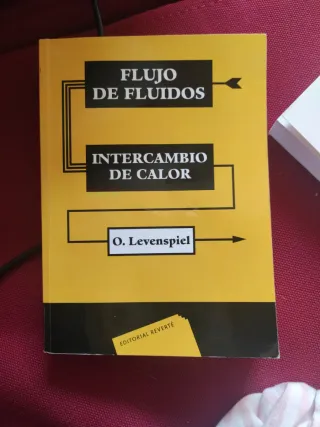 FLUJO
DE FLUIDOS
INTERCAMBIO
DE CALOR
O. Levenspiel
EDITORIAL REVERTÉ